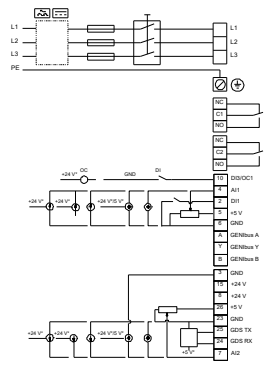 L1 L1
L2 L2
L3 L3
PE
NC
C1
NO
NC
C2
NO
+24 V* OC GND DI 10 DI3/OC1
4 AI1
2 DI1
+24 V* +24 V* +24 V*/5 V* 5 +5 V
6 GND
A GENIbus A
Y GENIbus Y
B GENIbus B
3 GND
15 +24 V
8 +24 V
26 +5 V
23 GND
25 GDS TX
+24 V* +24 V* +24 V*/5 V* 24 GDS RX
+5 V* 7 AI2